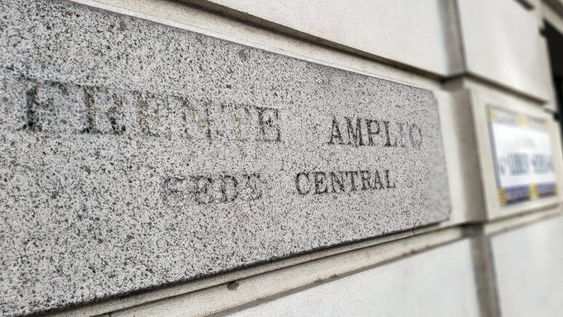 FRENTE AMPLIO
SEDE CENTRAL